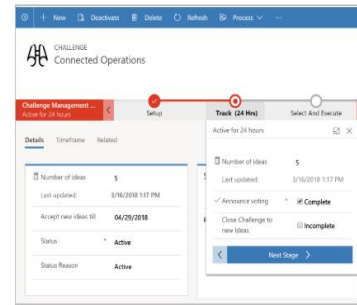 + New Deactivate Delete Refresh Process ...
CHALLENGE
Connected Operations
Challenge Management ...
Active for 24 hours
Setup
Track (24 Hrs)
Select And Execute
Details Timeframe Related
Active for 24 hours
Number of ideas 5
Last updated: 3/16/2018 1:17 PM
Accept new ideas till 04/29/2018
Status * Active
Status Reason Active
Number of ideas 5
Last updated: 3/16/2018 1:17 PM
Announce voting * Complete
Close Challenge to
new Ideas
Incomplete
Next Stage